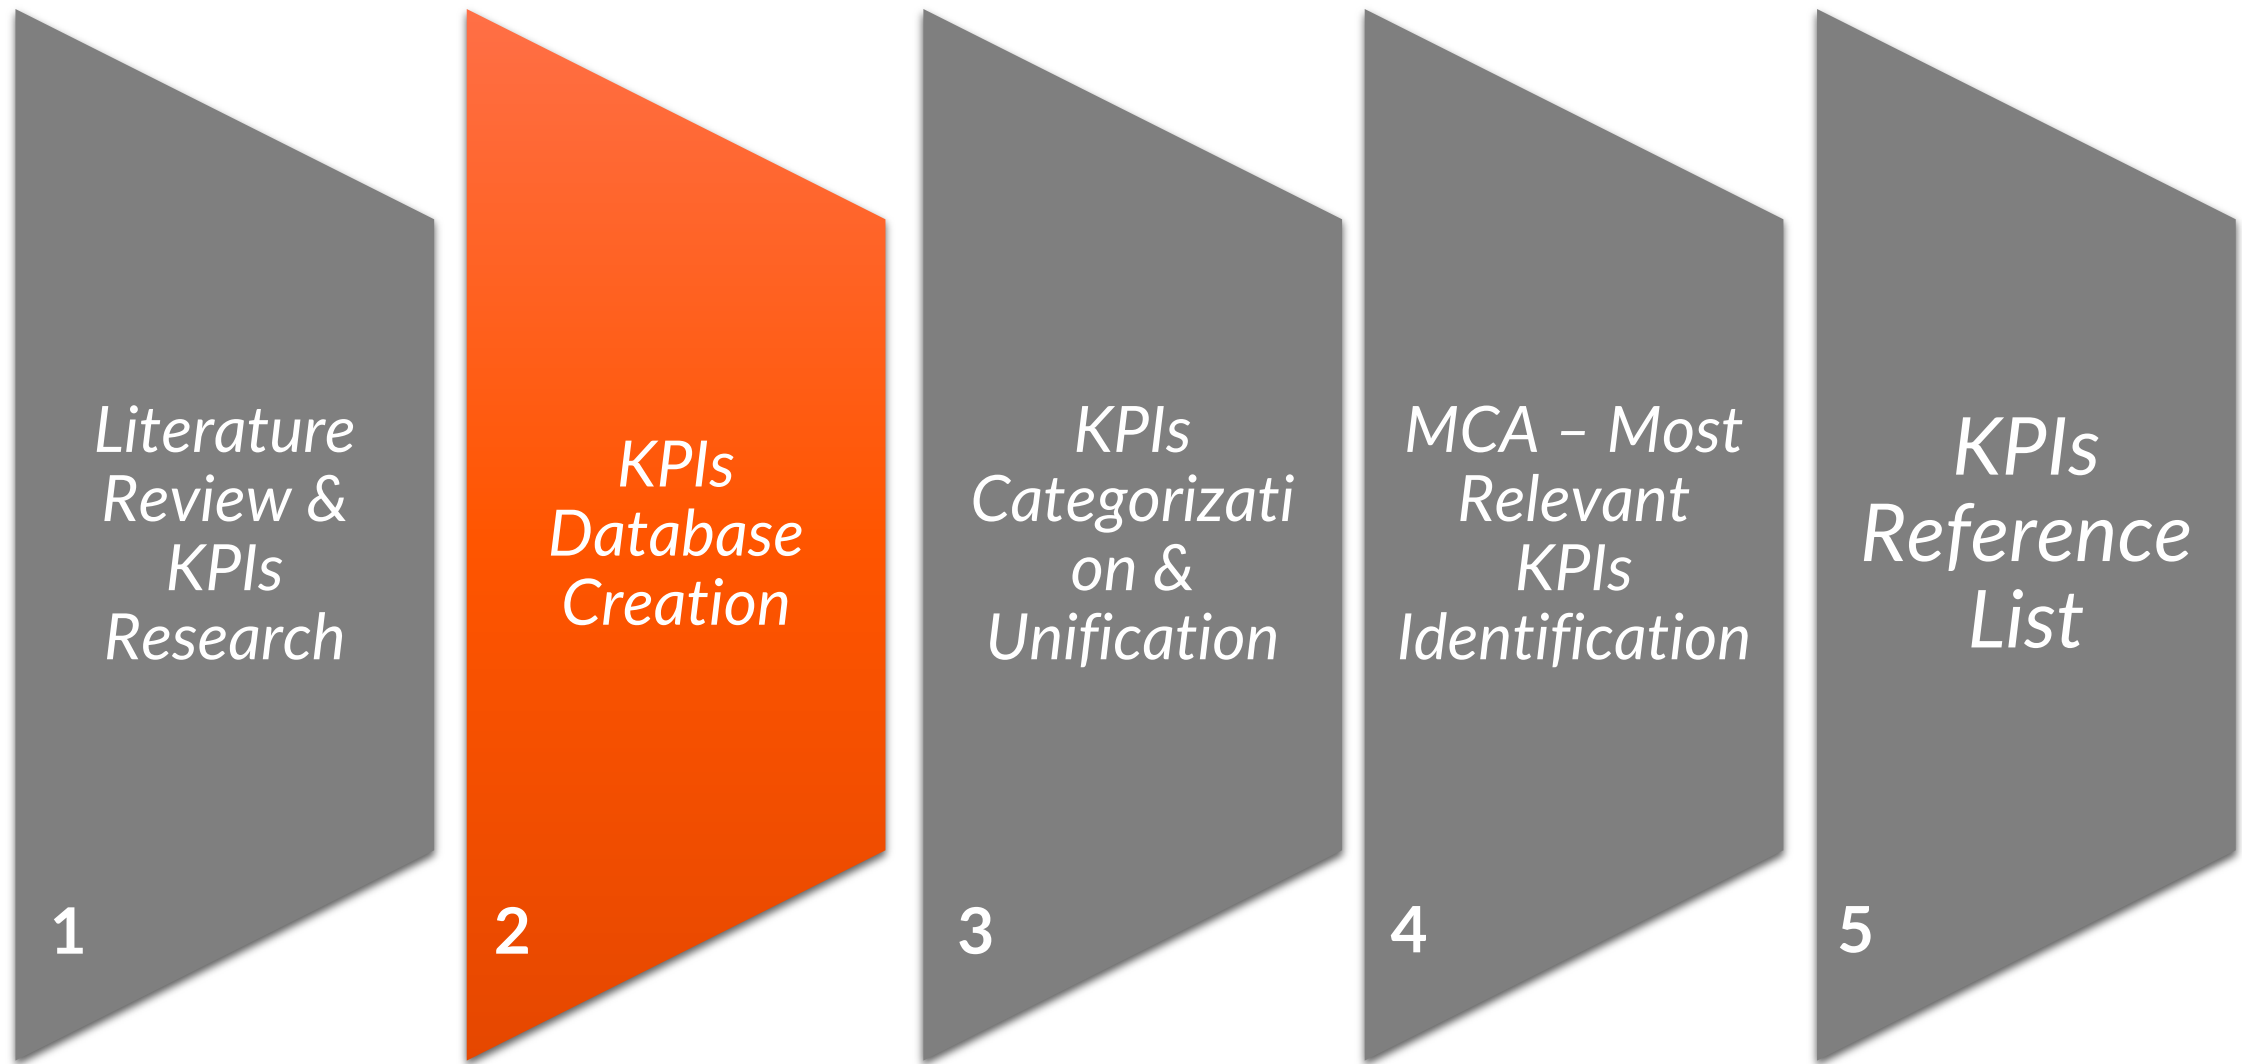 Literature
Review &
KPIs
Research
1
KPIs
Database
Creation
2
KPIs
Categorizati
on &
Unification
3
MCA – Most
Relevant
KPIs
Identification
4
KPIs
Reference
List
5